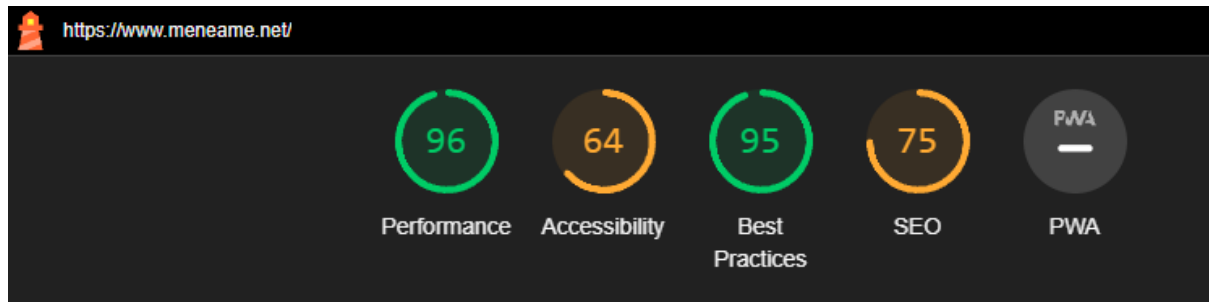 https://www.meneame.net/
96
64
95
75
PWA
Performance
Accessibility
Best
Practices
SEO
PWA